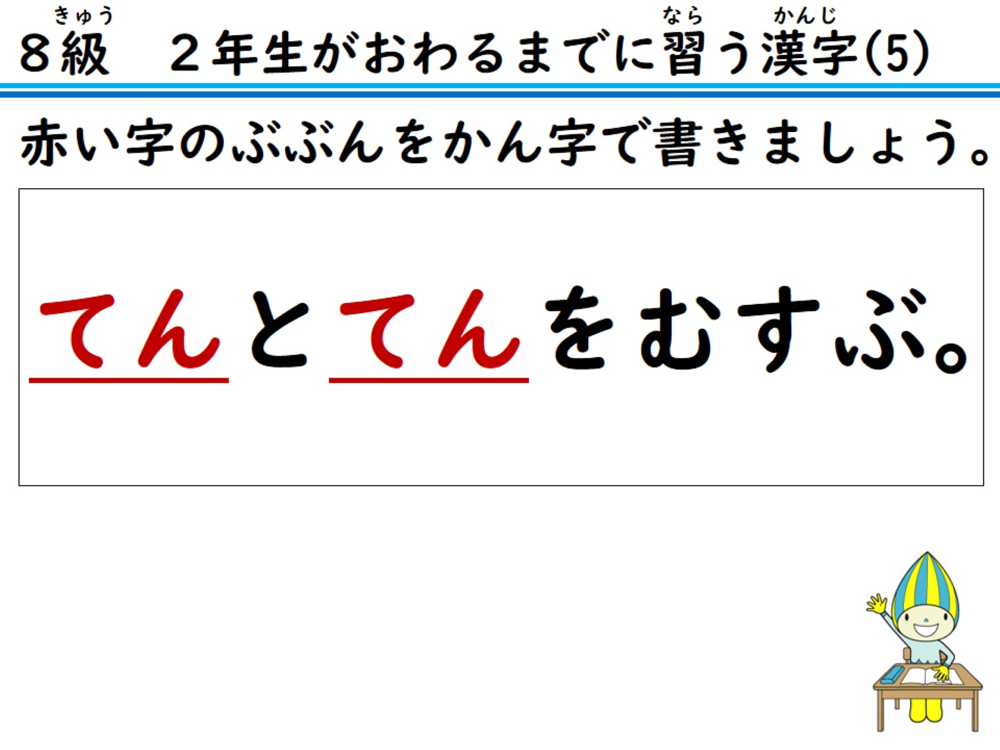 きゅう なら かんじ
８級　２年生がおわるまでに習う漢字(5)
赤い字のぶぶんをかん字で書きましょう。
てんとてんをむすぶ。